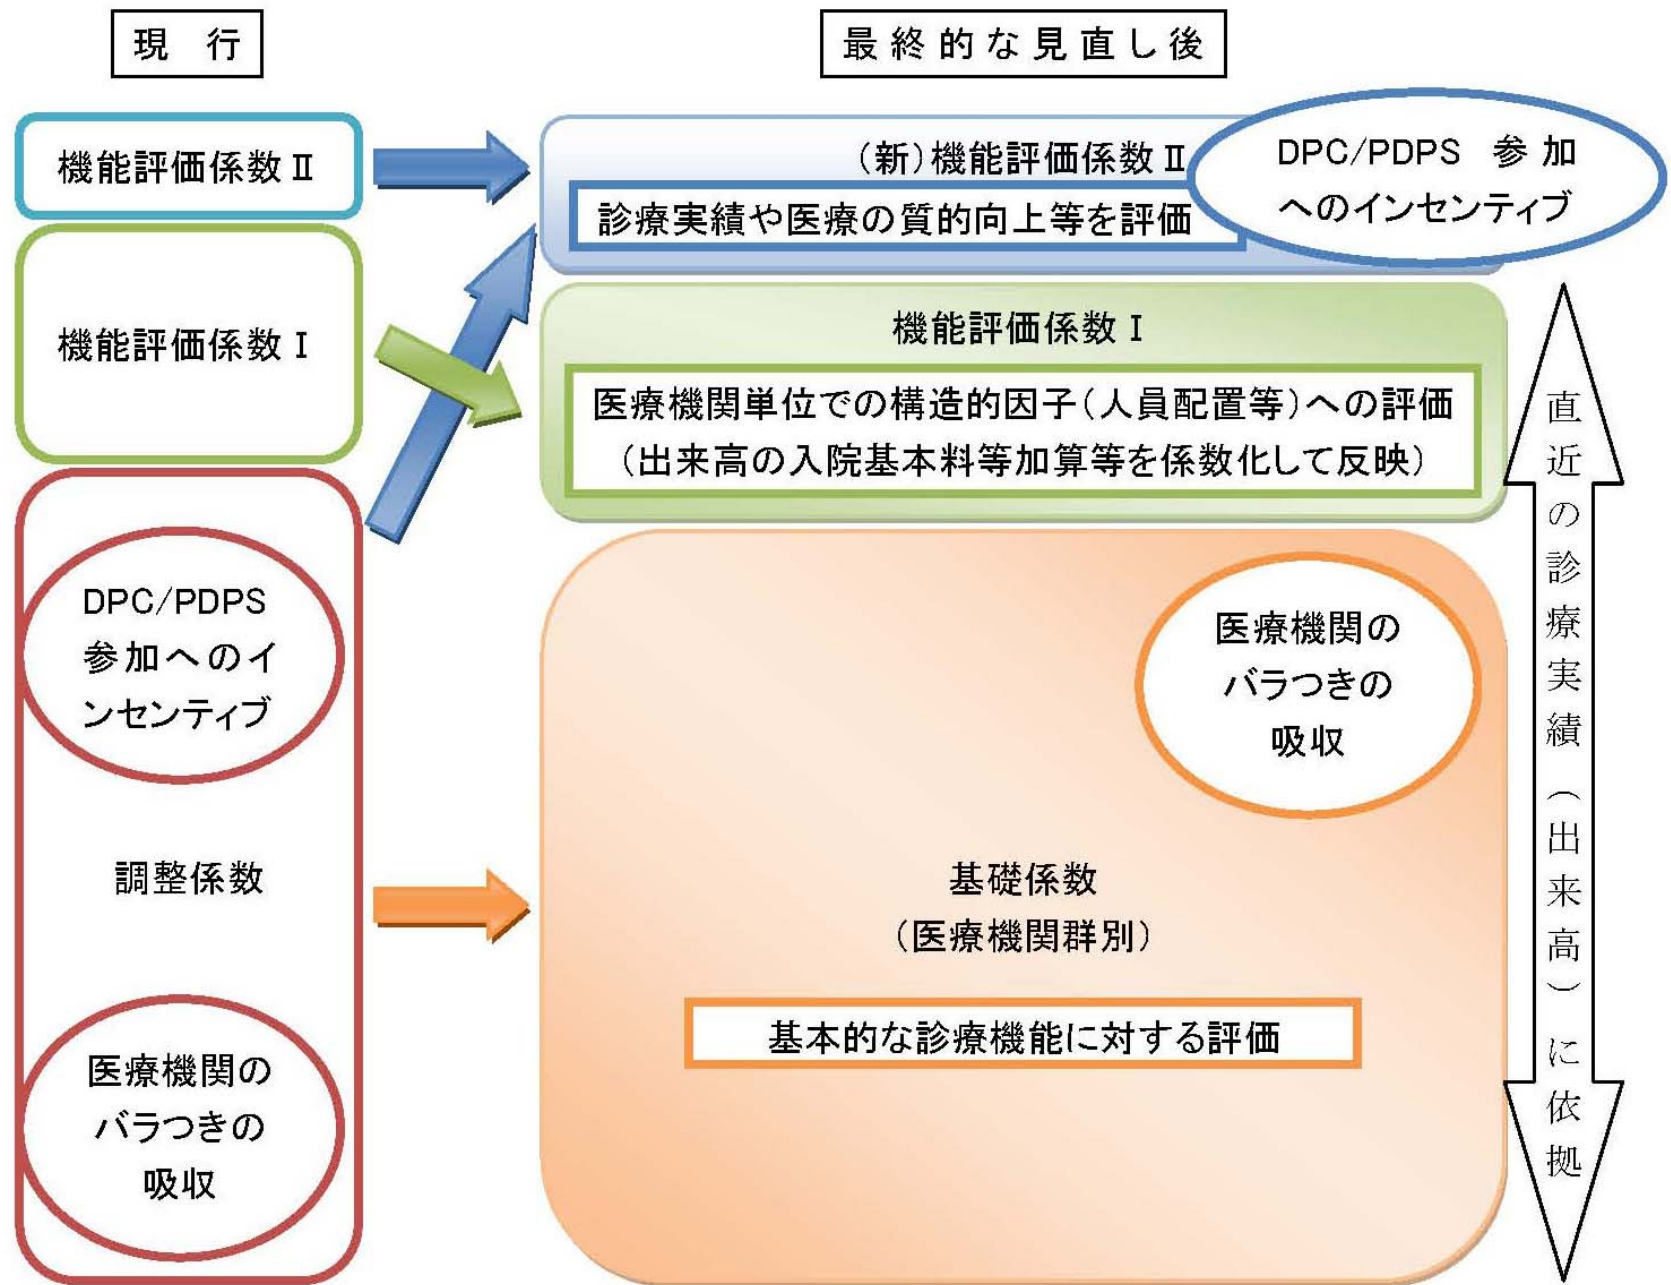 現 行
最終的な見直し後
機能評価係数Ⅱ
機能評価係数Ⅰ
DPC/PDPS
参加へのイ
ンセンティブ
調整係数
医療機関の
バラつきの
吸収
（新）機能評価係数Ⅱ
診療実績や医療の質的向上等を評価
DPC/PDPS 参加
へのインセンティブ
機能評価係数Ⅰ
医療機関単位での構造的因子（人員配置等）への評価
（出来高の入院基本料等加算等を係数化して反映）
医療機関の
バラつきの
吸収
基礎係数
（医療機関群別）
基本的な診療機能に対する評価
直近の診療実績（出来高）に依拠